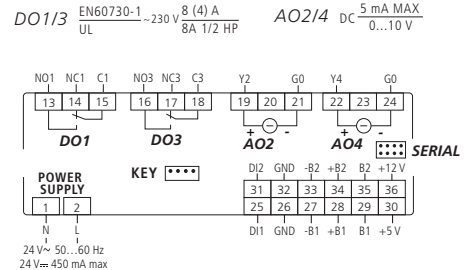 DO1/3 EN60730-1 UL ~230 V 8 (4) A 8A 1/2 HP
AO2/4 DC 5 mA MAX 0...10 V
NO1 NC1 C1 NO3 NC3 C3 Y2 G0 Y4 G0
13 14 15 16 17 18 19 20 21 22 23 24
+ - + -
DO1 DO3 AO2 AO4
SERIAL
KEY
DI2 GND -B2 +B2 B2 +12 V
POWER
SUPPLY
31 32 33 34 35 36
1 2 25 26 27 28 29 30
N L DI1 GND -B1 +B1 B1 +5 V
24 V~ 50...60 Hz
24 V⎓ 450 mA max